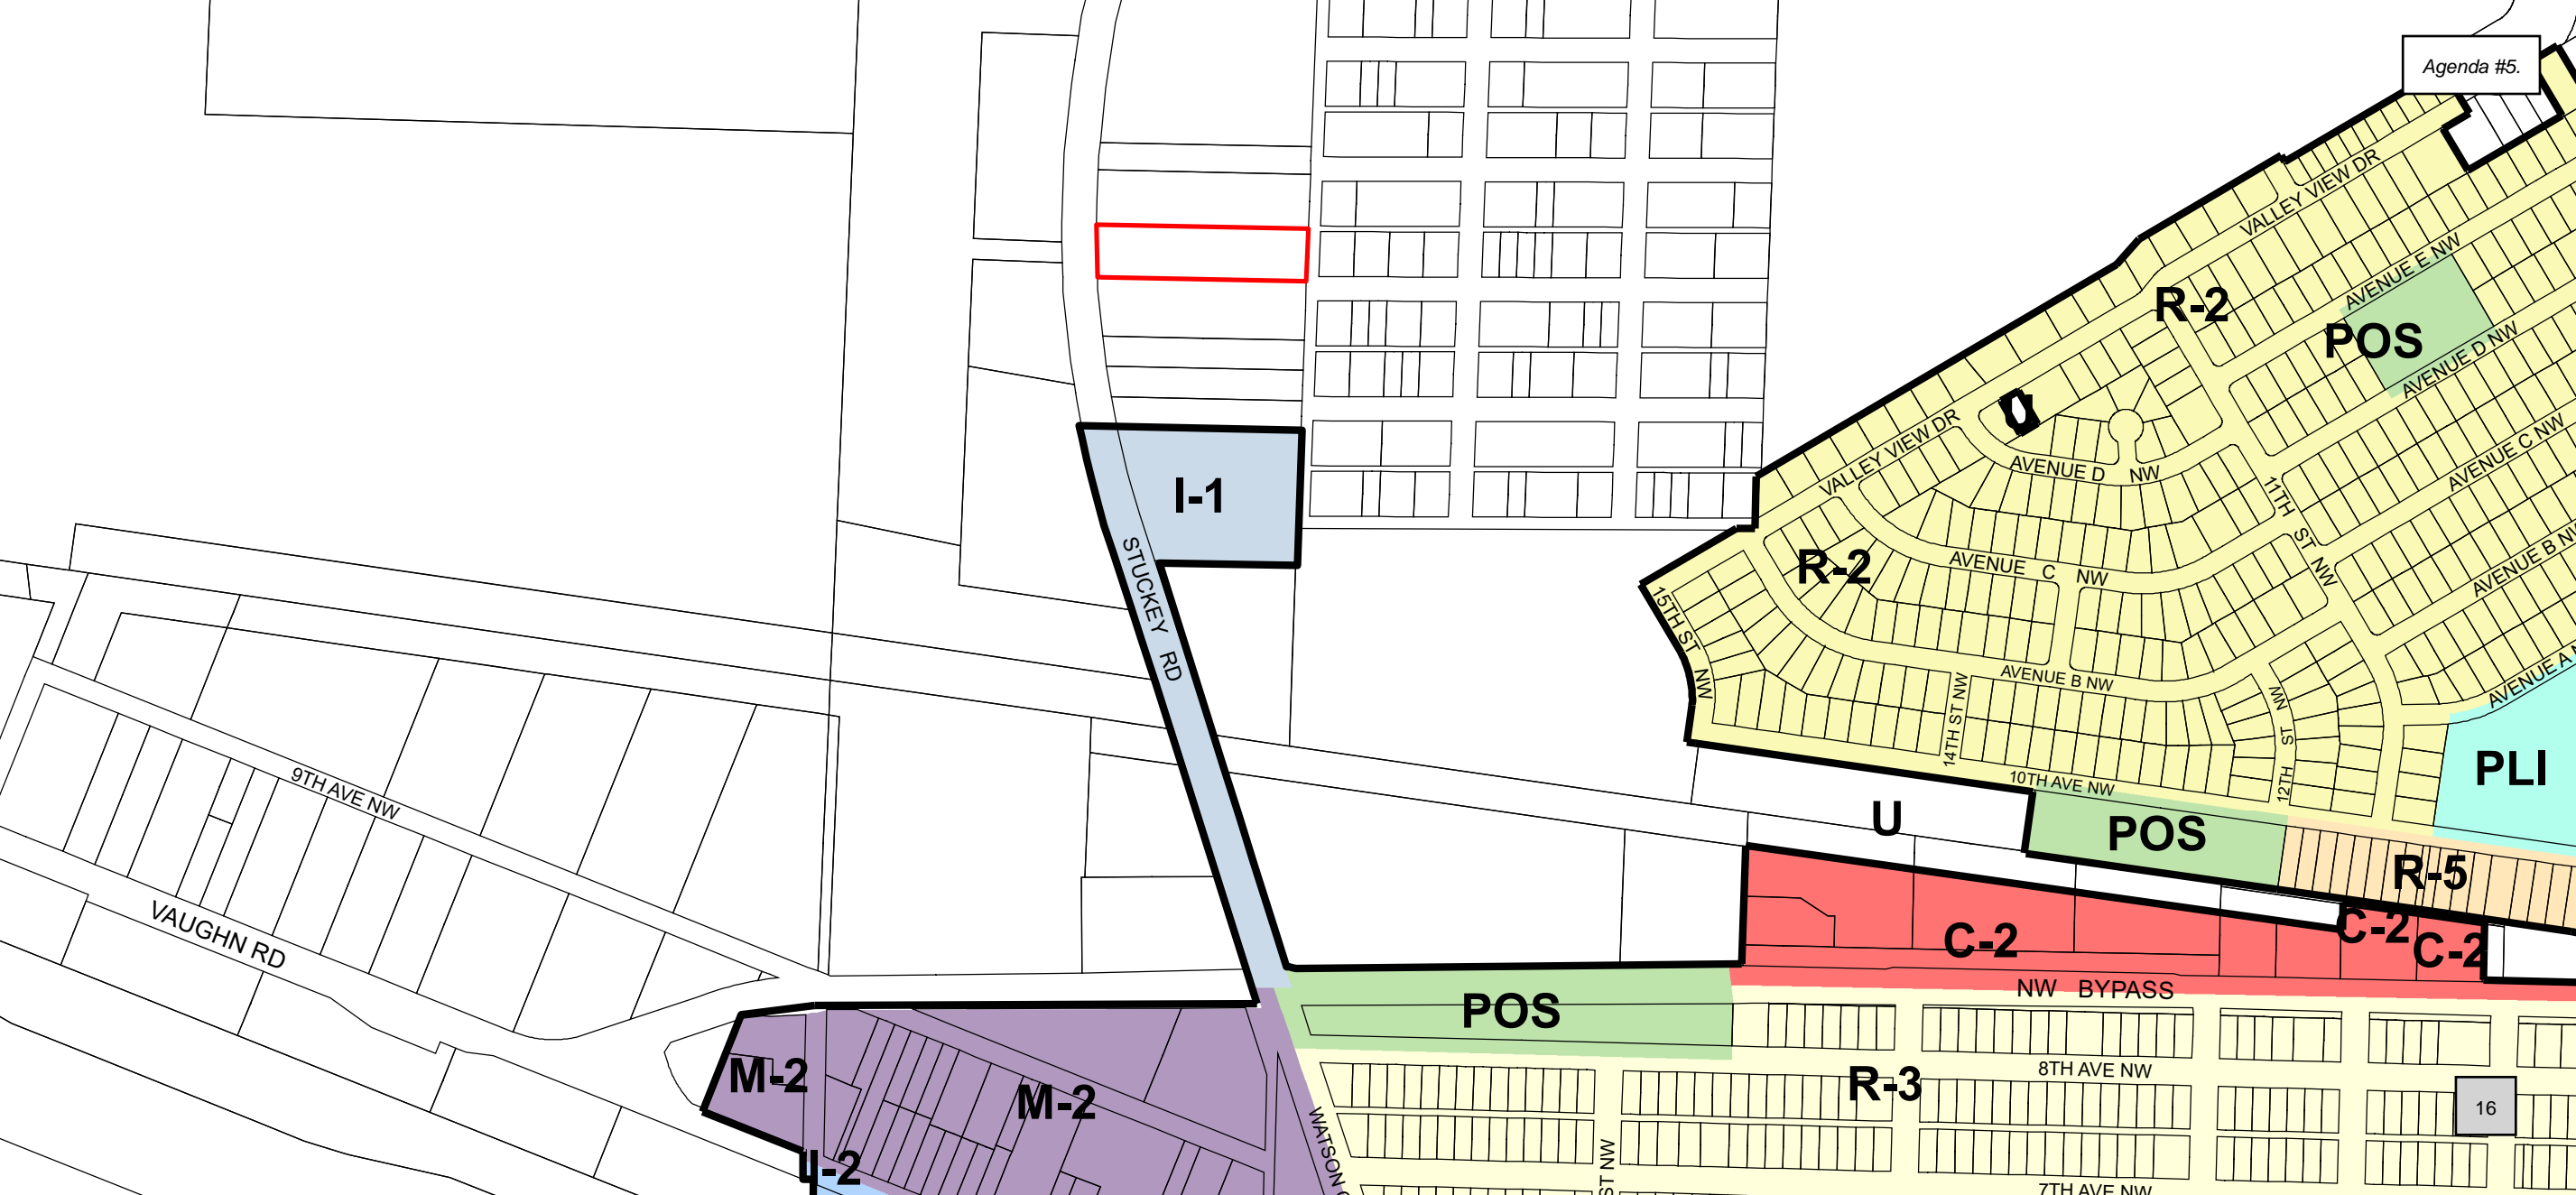 Agenda #5.
VALLEY VIEW DR
AVENUE E NW
R-2
POS
AVENUE D NW
VALLEY VIEW DR
AVENUE D NW
AVENUE C NW
11TH ST NW
I-1
STUCKEY RD
R-2
AVENUE C NW
AVENUE B NW
15TH ST NW
AVENUE B NW
14TH ST NW
12TH ST NW
AVENUE A
PLI
10TH AVE NW
9TH AVE NW
U
POS
R-5
VAUGHN RD
C-2
C-2
C-2
NW BYPASS
POS
M-2
M-2
R-3
8TH AVE NW
16
WATSON
ST NW
I-2
7TH AVE NW